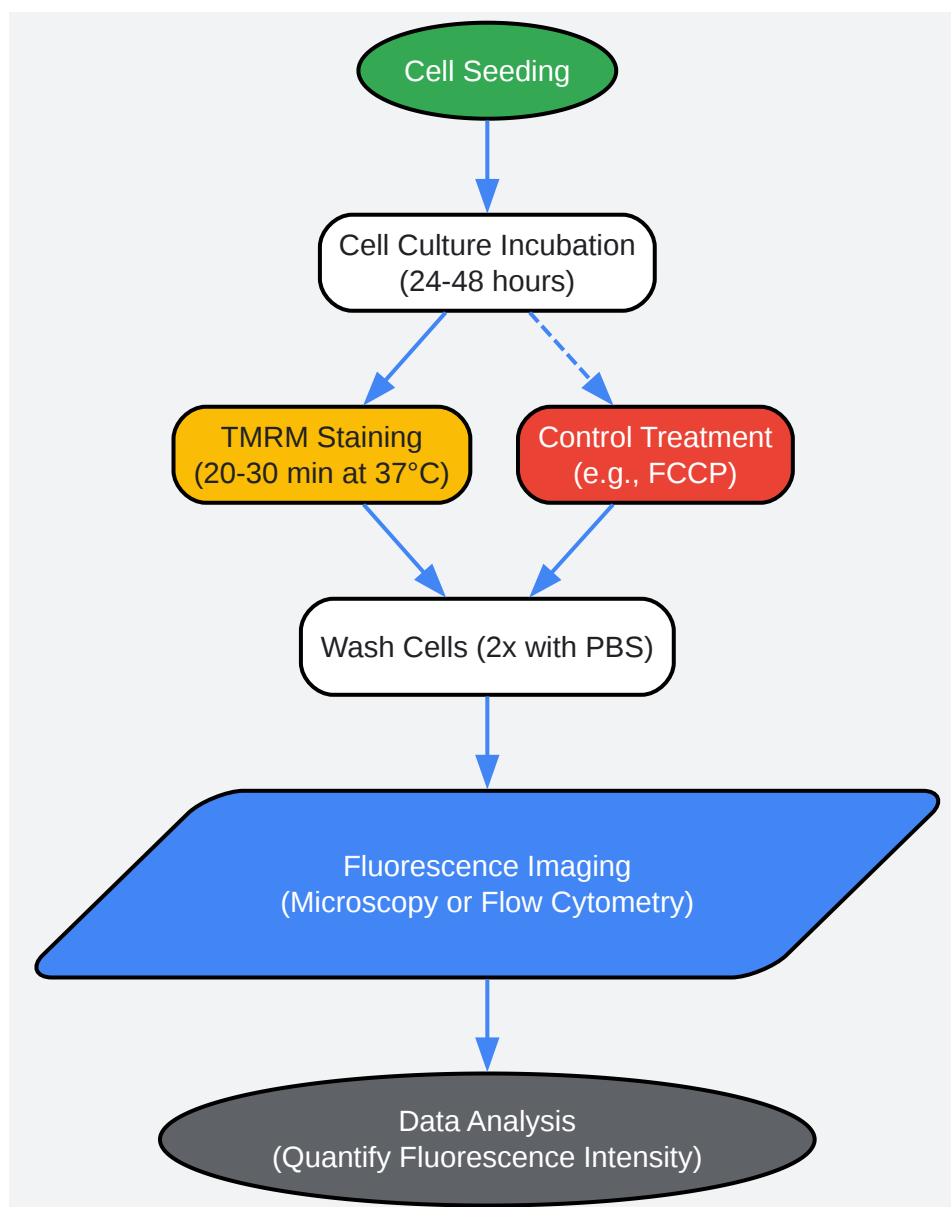 Cell Seeding
Cell Culture Incubation
(24-48 hours)
TMRM Staining
(20-30 min at 37°C)
Control Treatment
(e.g., FCCP)
Wash Cells (2x with PBS)
Fluorescence Imaging
(Microscopy or Flow Cytometry)
Data Analysis
(Quantify Fluorescence Intensity)